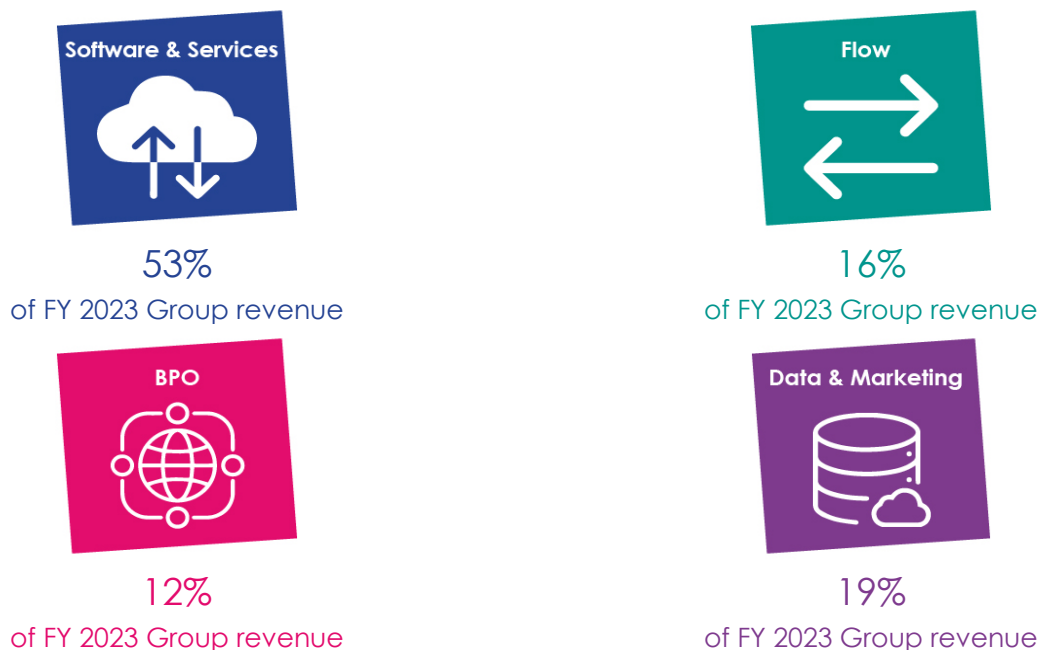 Software & Services
53%
of FY 2023 Group revenue
Flow
16%
of FY 2023 Group revenue
BPO
12%
of FY 2023 Group revenue
Data & Marketing
19%
of FY 2023 Group revenue